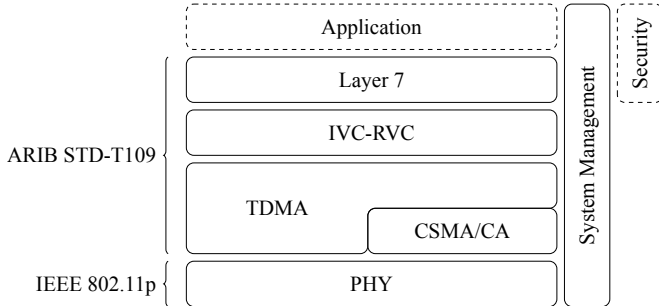 Application
Layer 7
IVC-RVC
ARIB STD-T109
TDMA
CSMA/CA
IEEE 802.11p
PHY
System Management
Security